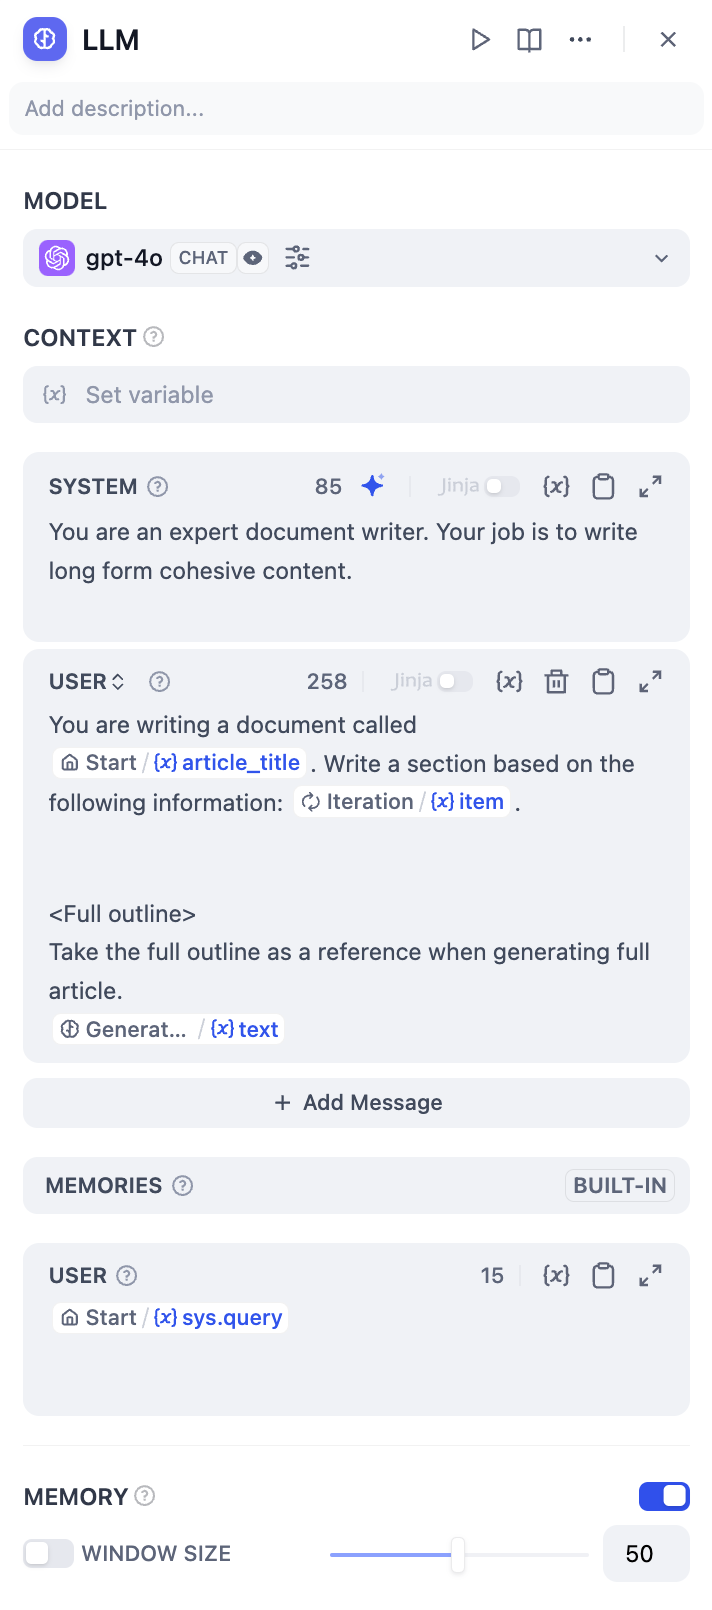 LLM
Add description...
MODEL
gpt-4o CHAT
CONTEXT
{x} Set variable
SYSTEM 85 Jinja {x}
You are an expert document writer. Your job is to write
long form cohesive content.
USER 258 Jinja {x}
You are writing a document called
Start / {x} article_title . Write a section based on the
following information: Iteration / {x} item .
<Full outline>
Take the full outline as a reference when generating full
article.
Generat... / {x} text
+ Add Message
MEMORIES BUILT-IN
USER 15 {x}
Start / {x} sys.query
MEMORY
WINDOW SIZE 50